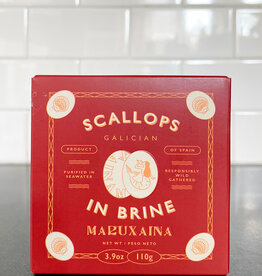 SCALLOPS
GALICIAN
PRODUCT
OF SPAIN
PURIFIED IN
SEAWATER
RESPONSIBLY
WILD
GATHERED
IN BRINE
MARUXAINA
NET WT / PESO NETO
3.9oz 110g